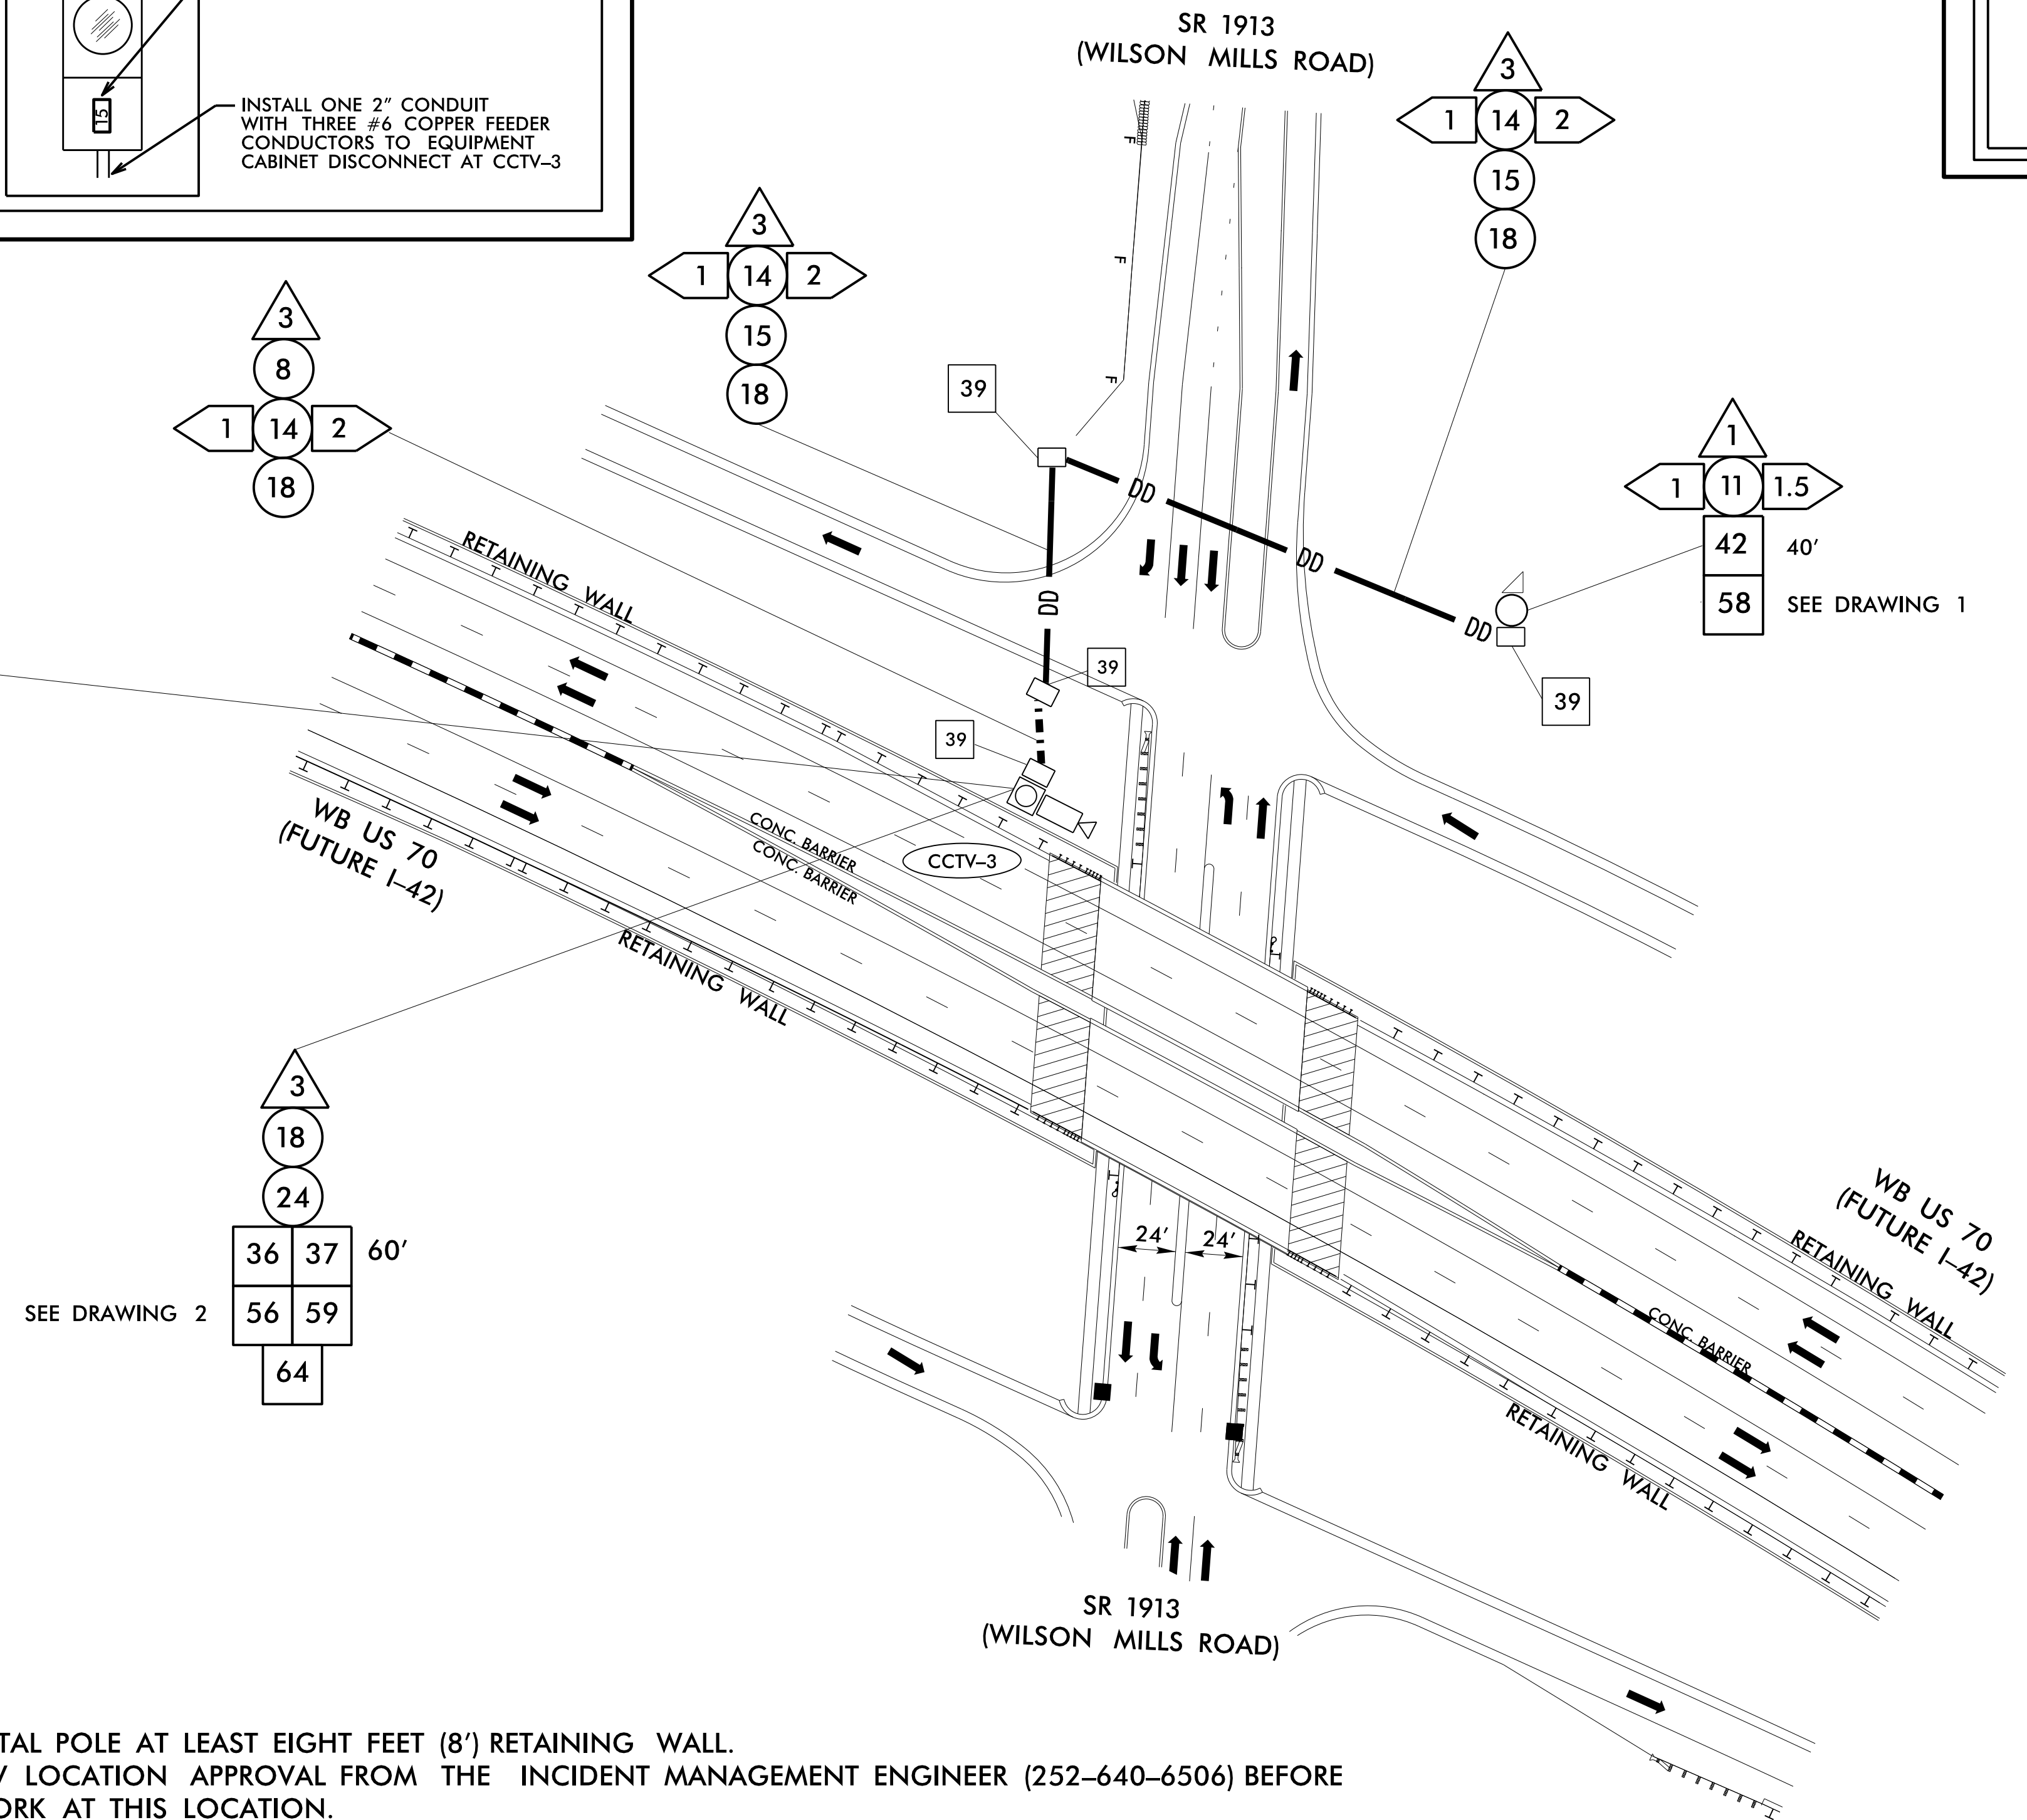 15
INSTALL ONE 2" CONDUIT
WITH THREE #6 COPPER FEEDER
CONDUCTORS TO EQUIPMENT
CABINET DISCONNECT AT CCTV–3
SR 1913
(WILSON MILLS ROAD)
3
1 14 2
15
18
3
1 14 2
15
18
3
8
1 14 2
18
F
F
F
39
DD
DD
DD
DD
1
1 11 1.5
42 40'
58 SEE DRAWING 1
39
39
39
RETAINING WALL
WB US 70
(FUTURE I–42)
CONC. BARRIER
CONC. BARRIER
CCTV–3
RETAINING WALL
3
18
24
36 37 60'
SEE DRAWING 2 56 59
64
24' 24'
WB US 70
(FUTURE I–42)
RETAINING WALL
CONC. BARRIER
RETAINING WALL
SR 1913
(WILSON MILLS ROAD)
TAL POLE AT LEAST EIGHT FEET (8') RETAINING WALL.
LOCATION APPROVAL FROM THE INCIDENT MANAGEMENT ENGINEER (252–640–6506) BEFORE
ORK AT THIS LOCATION.